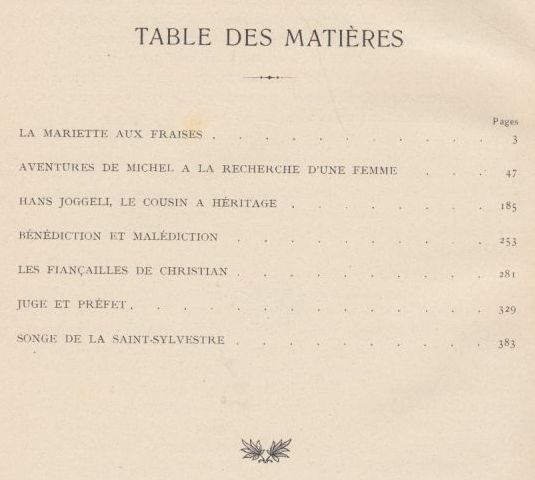 TABLE DES MATIÈRES
Pages
LA MARIETTE AUX FRAISES . . . . . . . . . . . 3
AVENTURES DE MICHEL A LA RECHERCHE D'UNE FEMME . . . 47
HANS JOGGELI, LE COUSIN A HÉRITAGE . . . . . . . . 185
BÉNÉDICTION ET MALÉDICTION . . . . . . . . . . 253
LES FIANÇAILLES DE CHRISTIAN . . . . . . . . . . 281
JUGE ET PRÉFET . . . . . . . . . . . . . . 329
SONGE DE LA SAINT-SYLVESTRE . . . . . . . . . . 383